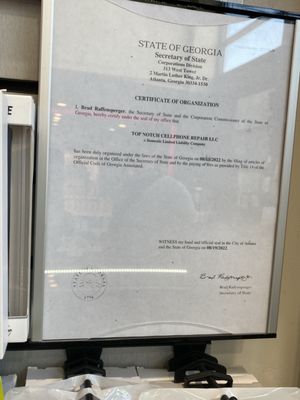 STATE OF GEORGIA
Secretary of State
Corporations Division
313 West Tower
2 Martin Luther King, Jr. Dr.
Atlanta, Georgia 30334-1530
CERTIFICATE OF ORGANIZATION
I, Brad Raffensperger, the Secretary of State and the Corporation Commissioner of the State of
Georgia, hereby certify under the seal of my office that
TOP NOTCH CELLPHONE REPAIR LLC
a Domestic Limited Liability Company
has been duly organized under the laws of the State of Georgia on by the filing of articles of
organization in the Office of the Secretary of State and by the paying of fees as provided by Title 14 of the
Official Code of Georgia Annotated.
WITNESS my hand and official seal in the City of Atlanta
and the State of Georgia on 08/19/2022.
Brad Raffensperger
Brad Raffensperger
Secretary of State
1776